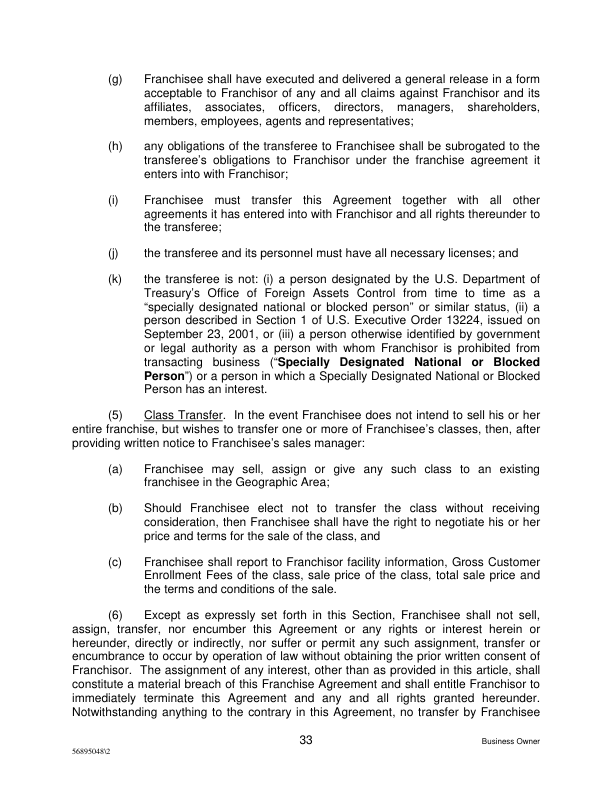 (g) Franchisee shall have executed and delivered a general release in a form
acceptable to Franchisor of any and all claims against Franchisor and its
affiliates, associates, officers, directors, managers, shareholders,
members, employees, agents and representatives;
(h) any obligations of the transferee to Franchisee shall be subrogated to the
transferee’s obligations to Franchisor under the franchise agreement it
enters into with Franchisor;
(i) Franchisee must transfer this Agreement together with all other
agreements it has entered into with Franchisor and all rights thereunder to
the transferee;
(j) the transferee and its personnel must have all necessary licenses; and
(k) the transferee is not: (i) a person designated by the U.S. Department of
Treasury’s Office of Foreign Assets Control from time to time as a
“specially designated national or blocked person” or similar status, (ii) a
person described in Section 1 of U.S. Executive Order 13224, issued on
September 23, 2001, or (iii) a person otherwise identified by government
or legal authority as a person with whom Franchisor is prohibited from
transacting business (“Specially Designated National or Blocked
Person”) or a person in which a Specially Designated National or Blocked
Person has an interest.
(5) Class Transfer. In the event Franchisee does not intend to sell his or her
entire franchise, but wishes to transfer one or more of Franchisee’s classes, then, after
providing written notice to Franchisee’s sales manager:
(a) Franchisee may sell, assign or give any such class to an existing
franchisee in the Geographic Area;
(b) Should Franchisee elect not to transfer the class without receiving
consideration, then Franchisee shall have the right to negotiate his or her
price and terms for the sale of the class, and
(c) Franchisee shall report to Franchisor facility information, Gross Customer
Enrollment Fees of the class, sale price of the class, total sale price and
the terms and conditions of the sale.
(6) Except as expressly set forth in this Section, Franchisee shall not sell,
assign, transfer, nor encumber this Agreement or any rights or interest herein or
hereunder, directly or indirectly, nor suffer or permit any such assignment, transfer or
encumbrance to occur by operation of law without obtaining the prior written consent of
Franchisor. The assignment of any interest, other than as provided in this article, shall
constitute a material breach of this Franchise Agreement and shall entitle Franchisor to
immediately terminate this Agreement and any and all rights granted hereunder.
Notwithstanding anything to the contrary in this Agreement, no transfer by Franchisee
33
Business Owner
56895048\2